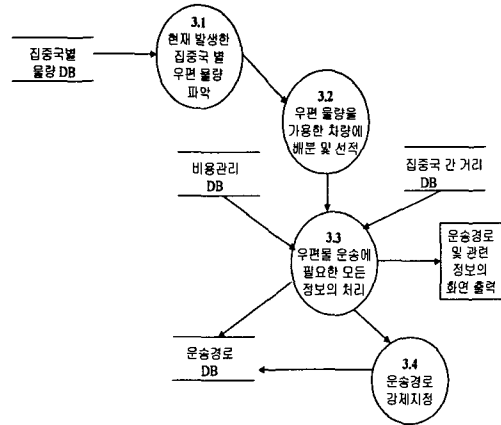 3.1
현재 발생한
집중국 별
우편 물량
파악
집중국별
물량 DB
3.2
우편 물량을
가용한 차량에
배분 및 선적
비용관리
DB
집중국 간 거리
DB
3.3
우편물 운송에
필요한 모든
정보의 처리
운송경로
및 관련
정보의
화면 출력
운송경로
DB
3.4
운송경로
강제지정